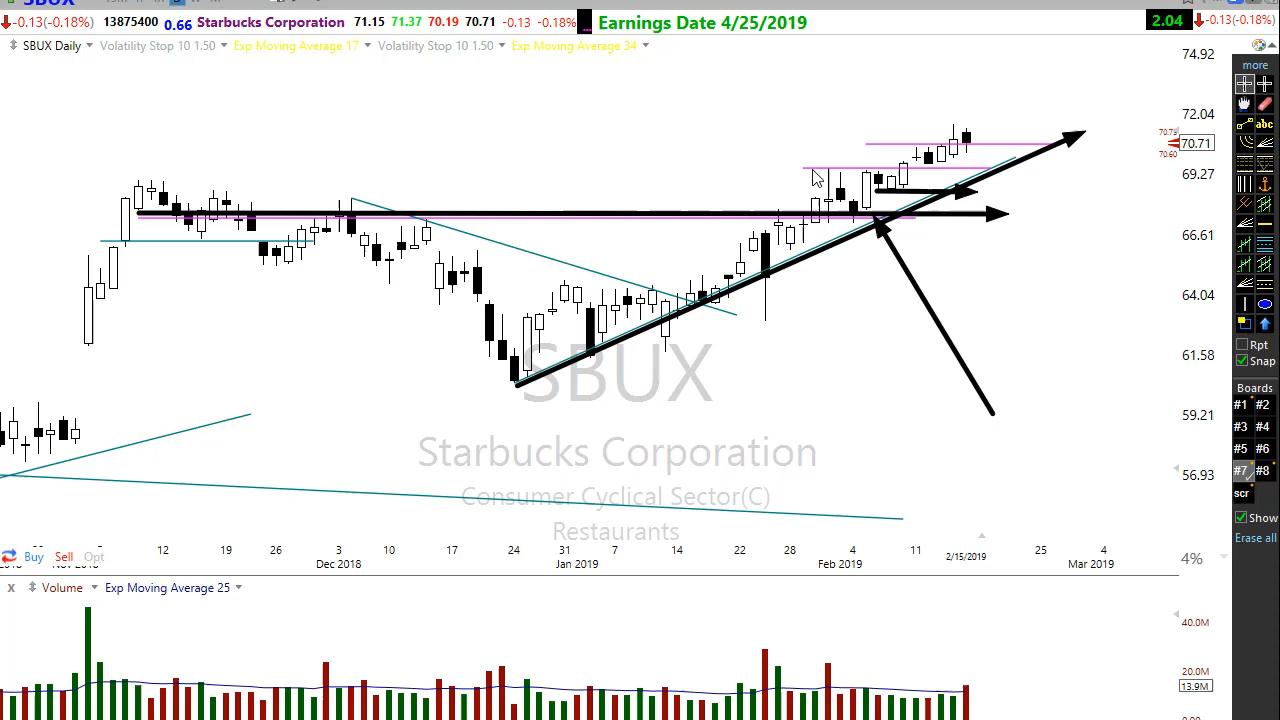 SBUX
-0.13(-0.18%) 13875400 0.66 Starbucks Corporation 71.15 71.37 70.19 70.71 -0.13 -0.18% Earnings Date 4/25/2019 2.04 -0.13(-0.18%)
SBUX Daily Volatility Stop 10 1.50 Exp Moving Average 17 Volatility Stop 10 1.50 Exp Moving Average 34
74.92
72.04
70.79
70.71
70.60
69.27
66.61
64.04
61.58
59.21
56.93
SBUX
Starbucks Corporation
Consumer Cyclical Sector(C)
Restaurants
more
abc
Rpt
Snap
Boards
#1 #2
#3 #4
#5 #6
#7 #8
scr
Show
Erase all
Buy Sell Opt
12 19 26 3 10 17 24 31 7 14 22 28 4 11 2/15/2019 25 4
Dec 2018 Jan 2019 Feb 2019 Mar 2019
4%
x Volume Exp Moving Average 25
40.0M
20.0M
13.9M